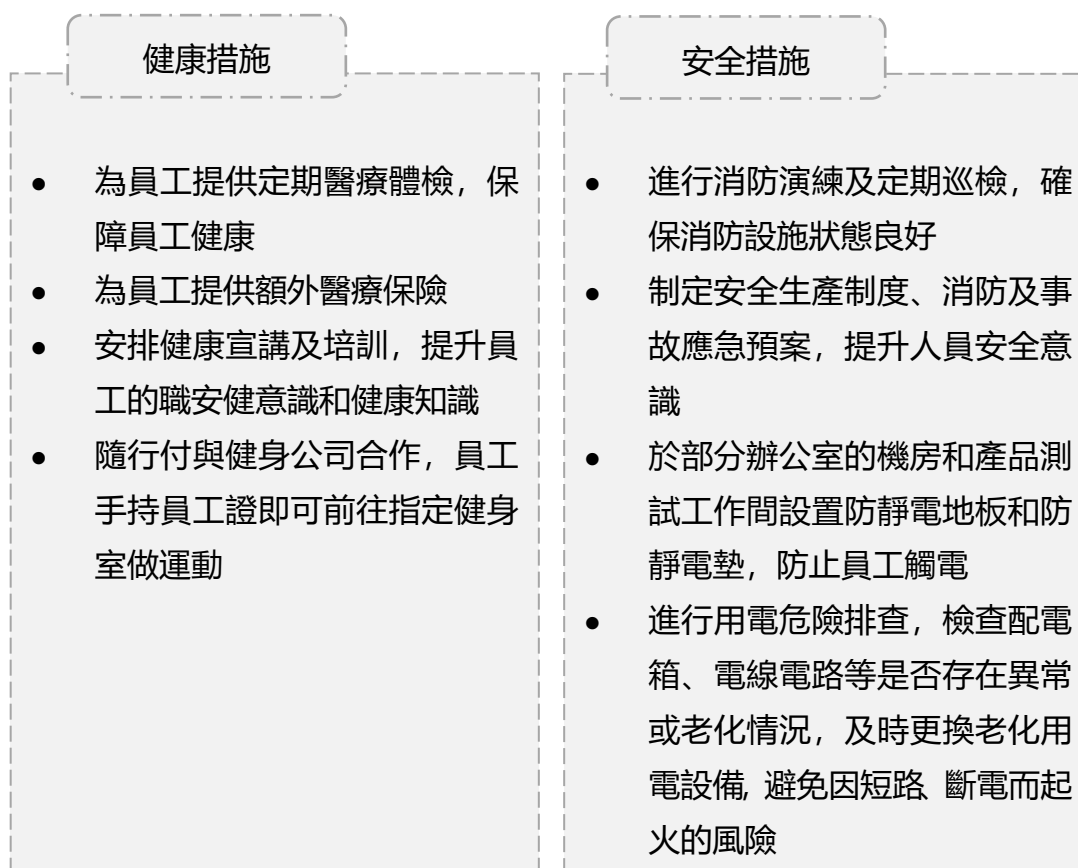 健康措施
為員工提供定期醫療體檢，保
障員工健康
為員工提供額外醫療保險
安排健康宣講及培訓，提升員
工的職安健意識和健康知識
隨行付與健身公司合作，員工
手持員工證即可前往指定健身
室做運動
安全措施
進行消防演練及定期巡檢，確
保消防設施狀態良好
制定安全生產制度、消防及事
故應急預案，提升人員安全意
識
於部分辦公室的機房和產品測
試工作間設置防靜電地板和防
靜電墊，防止員工觸電
進行用電危險排查，檢查配電
箱、電線電路等是否存在異常
或老化情況，及時更換老化用
電設備，避免因短路、斷電而起
火的風險